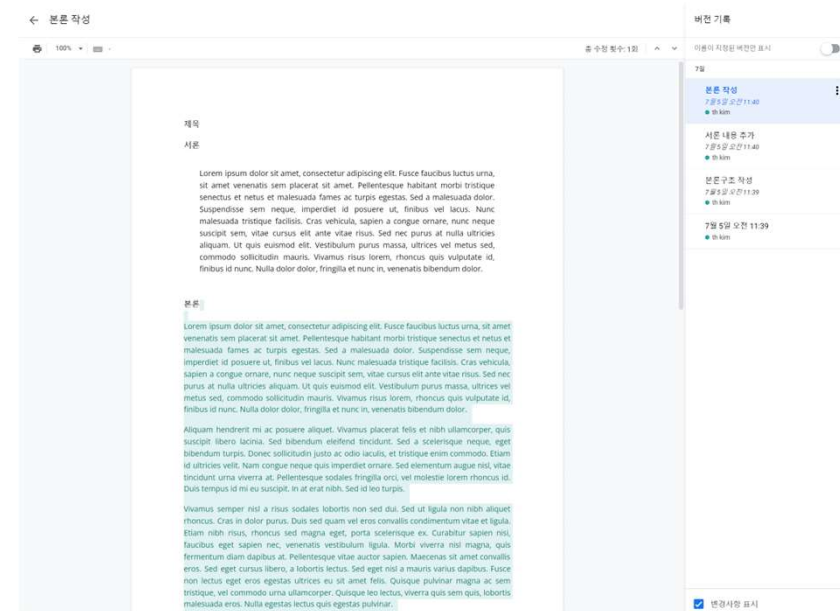 본론 작성
버전 기록
100%
총 수정 횟수: 1회
이름이 지정된 버전만 표시
7월
본론 작성
7월 5일 오전 11:40
th kim
서론 내용 추가
7월 5일 오전 11:40
th kim
본론구조 작성
7월 5일 오전 11:39
th kim
7월 5일 오전 11:39
th kim
제목
서론
Lorem ipsum dolor sit amet, consectetur adipiscing elit. Fusce faucibus luctus urna,
sit amet venenatis sem placerat sit amet. Pellentesque habitant morbi tristique
senectus et netus et malesuada fames ac turpis egestas. Sed a malesuada dolor.
Suspendisse sem neque, imperdiet id posuere ut, finibus vel lacus. Nunc
malesuada tristique facilisis. Cras vehicula, sapien a congue ornare, nunc neque
suscipit sem, vitae cursus elit ante vitae risus. Sed nec purus at nulla ultricies
aliquam. Ut quis euismod elit. Vestibulum purus massa, ultrices vel metus sed,
commodo sollicitudin mauris. Vivamus risus lorem, rhoncus quis vulputate id,
finibus id nunc. Nulla dolor dolor, fringilla et nunc in, venenatis bibendum dolor.
본론
Lorem ipsum dolor sit amet, consectetur adipiscing elit. Fusce faucibus luctus urna, sit amet
venenatis sem placerat sit amet. Pellentesque habitant morbi tristique senectus et netus et
malesuada fames ac turpis egestas. Sed a malesuada dolor. Suspendisse sem neque,
imperdiet id posuere ut, finibus vel lacus. Nunc malesuada tristique facilisis. Cras vehicula,
sapien a congue ornare, nunc neque suscipit sem, vitae cursus elit ante vitae risus. Sed nec
purus at nulla ultricies aliquam. Ut quis euismod elit. Vestibulum purus massa, ultrices vel
metus sed, commodo sollicitudin mauris. Vivamus risus lorem, rhoncus quis vulputate id,
finibus id nunc. Nulla dolor dolor, fringilla et nunc in, venenatis bibendum dolor.
Aliquam hendrerit mi ac posuere aliquet. Vivamus placerat felis et nibh ullamcorper, quis
suscipit libero lacinia. Sed bibendum eleifend tincidunt. Sed a scelerisque neque, eget
bibendum turpis. Donec sollicitudin justo ac odio iaculis, et tristique enim commodo. Etiam
id ultricies velit. Nam congue neque quis imperdiet ornare. Sed elementum augue nisl, vitae
tincidunt urna viverra at. Pellentesque sodales fringilla orci, vel molestie lorem rhoncus id.
Duis tempus id mi eu suscipit. In at erat nibh. Sed id leo turpis.
Vivamus semper nisl a risus sodales lobortis non sed dui. Sed ut ligula non nibh aliquet
rhoncus. Cras in dolor purus. Duis sed quam vel eros convallis condimentum vitae et ligula.
Etiam nibh risus, rhoncus sed magna eget, porta scelerisque ex. Curabitur sapien nisi,
faucibus eget sapien nec, venenatis vestibulum ligula. Morbi viverra nisl magna, quis
fermentum diam dapibus at. Pellentesque vitae auctor sapien. Maecenas sit amet convallis
eros. Sed eget cursus libero, a lobortis lectus. Sed eget nisl a mauris varius dapibus. Fusce
non lectus eget eros egestas ultrices eu sit amet felis. Quisque pulvinar magna ac sem
tristique, vel commodo urna ullamcorper. Quisque leo lectus, viverra quis sem quis, lobortis
malesuada eros. Nulla egestas lectus quis egestas pulvinar.
변경사항 표시